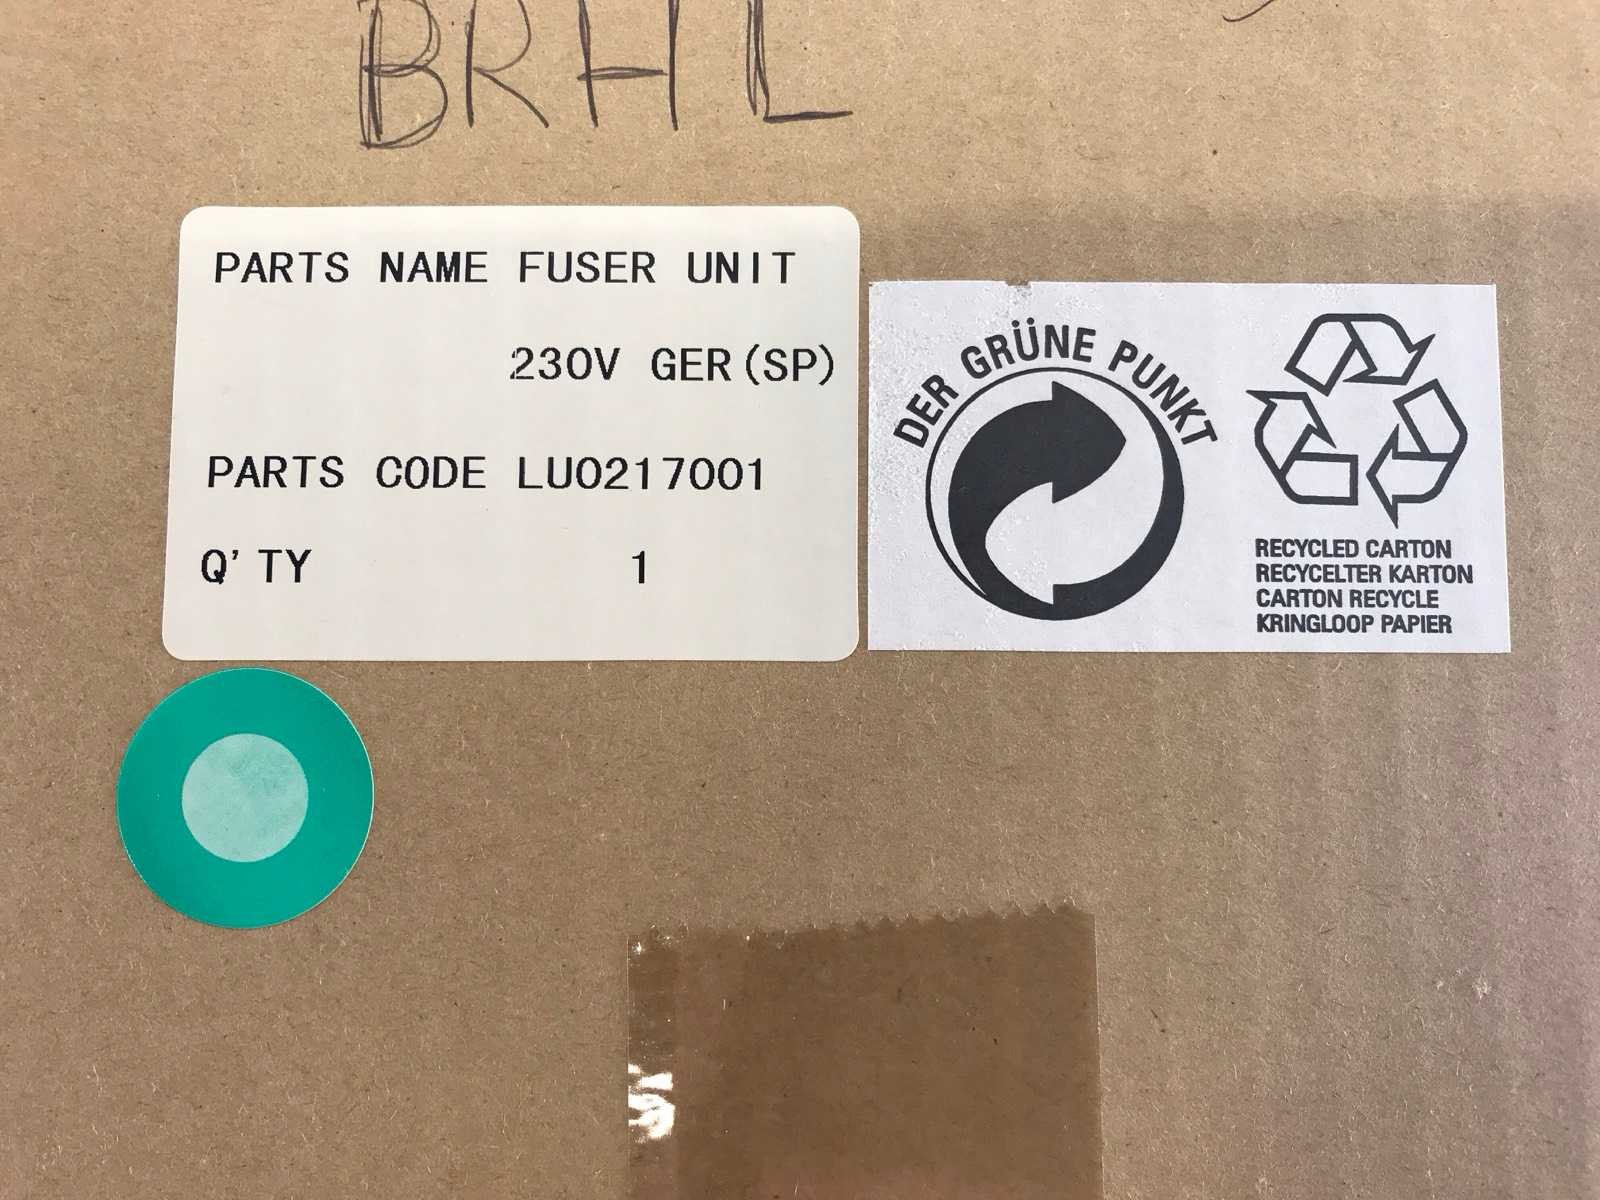 BRHL
PARTS NAME FUSER UNIT
230V GER(SP)
PARTS CODE LU0217001
Q'TY 1
DER GRÜNE PUNKT
RECYCLED CARTON
RECYCELTER KARTON
CARTON RECYCLE
KRINGLOOP PAPIER